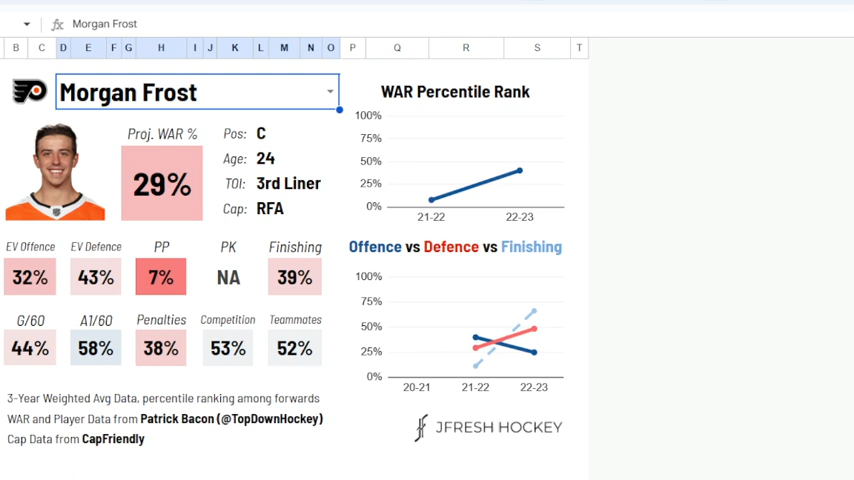 fx Morgan Frost
B C D E F G H I J K L M N O P Q R S T
Morgan Frost
WAR Percentile Rank
Proj. WAR %
29%
Pos: C
Age: 24
TOI: 3rd Liner
Cap: RFA
100%
75%
50%
25%
0%
21-22 22-23
EV Offence EV Defence PP PK Finishing
32% 43% 7% NA 39%
G/60 A1/60 Penalties Competition Teammates
44% 58% 38% 53% 52%
Offence vs Defence vs Finishing
100%
75%
50%
25%
0%
20-21 21-22 22-23
3-Year Weighted Avg Data, percentile ranking among forwards
WAR and Player Data from Patrick Bacon (@TopDownHockey)
Cap Data from CapFriendly
JFRESH HOCKEY